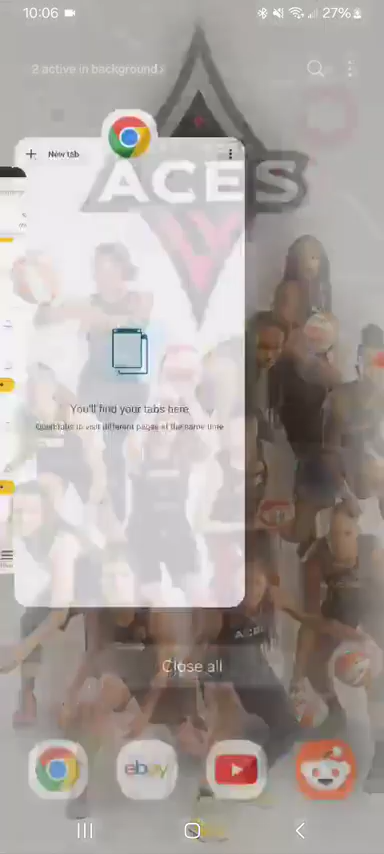 10:06
27%
2 active in background >
New tab
ACES
You'll find your tabs here
Close all
ebay